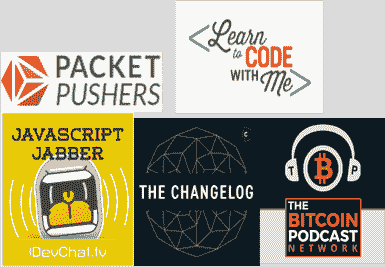 Learn
to CODE
WITH
Me
PACKET
PUSHERS
JAVASCRIPT
JABBER
DevChat.tv
THE CHANGELOG
C
T
P
THE
BITCOIN
PODCAST
NETWORK